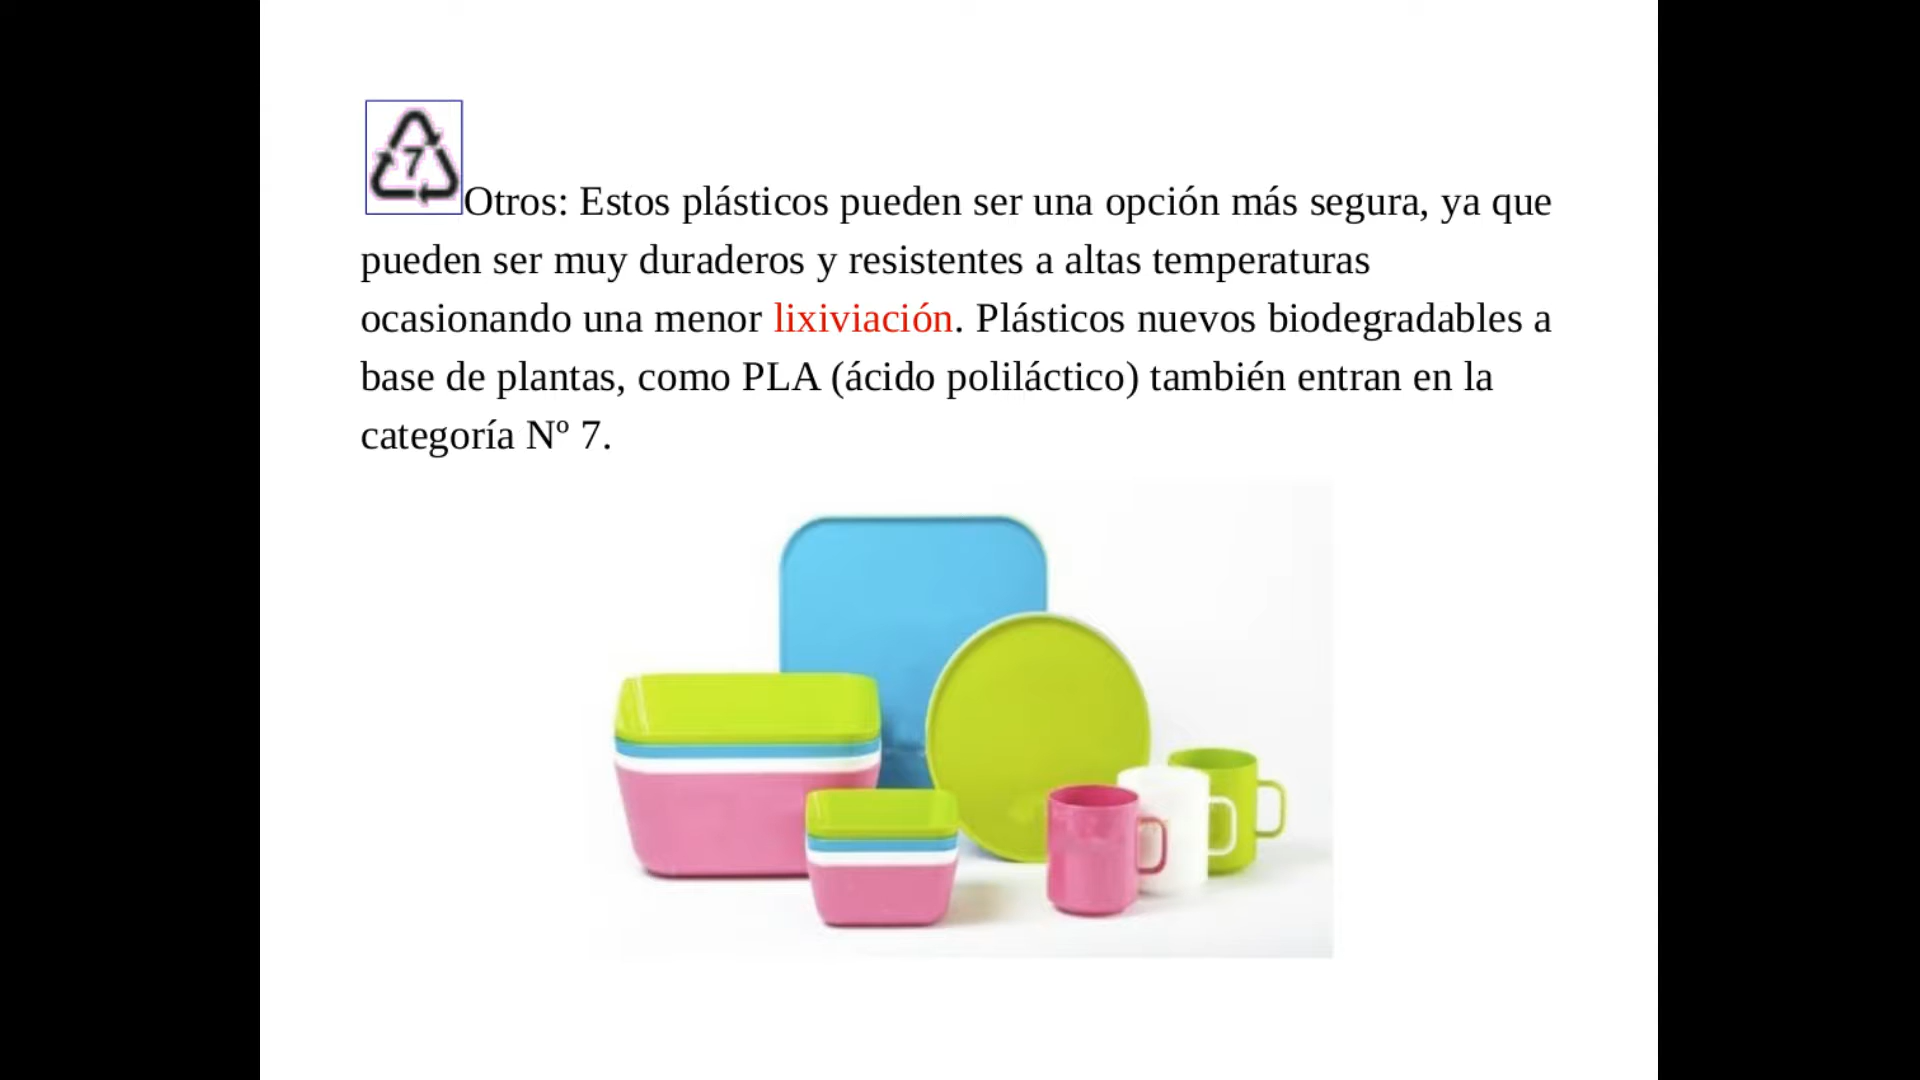 7
Otros: Estos plásticos pueden ser una opción más segura, ya que
pueden ser muy duraderos y resistentes a altas temperaturas
ocasionando una menor lixiviación. Plásticos nuevos biodegradables a
base de plantas, como PLA (ácido poliláctico) también entran en la
categoría Nº 7.